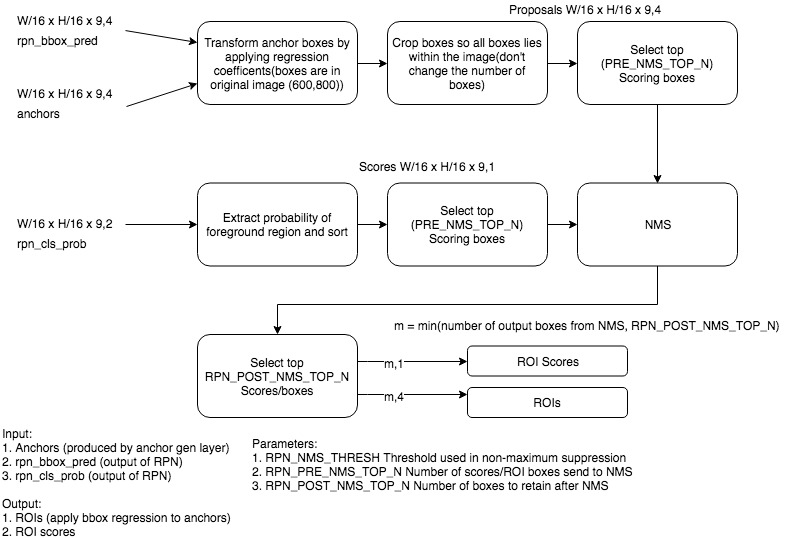 Proposals W/16 x H/16 x 9,4
W/16 x H/16 x 9,4
rpn_bbox_pred
W/16 x H/16 x 9,4
anchors
Transform anchor boxes by
applying regression
coefficents(boxes are in
original image (600,800))
Crop boxes so all boxes lies
within the image(don't
change the number of
boxes)
Select top
(PRE_NMS_TOP_N)
Scoring boxes
Scores W/16 x H/16 x 9,1
W/16 x H/16 x 9,2
rpn_cls_prob
Extract probability of
foreground region and sort
Select top
(PRE_NMS_TOP_N)
Scoring boxes
NMS
m = min(number of output boxes from NMS, RPN_POST_NMS_TOP_N)
Select top
RPN_POST_NMS_TOP_N
Scores/boxes
m,1
ROI Scores
m,4
ROIs
Input:
1. Anchors (produced by anchor gen layer)
2. rpn_bbox_pred (output of RPN)
3. rpn_cls_prob (output of RPN)
Output:
1. ROIs (apply bbox regression to anchors)
2. ROI scores
Parameters:
1. RPN_NMS_THRESH Threshold used in non-maximum suppression
2. RPN_PRE_NMS_TOP_N Number of scores/ROI boxes send to NMS
3. RPN_POST_NMS_TOP_N Number of boxes to retain after NMS